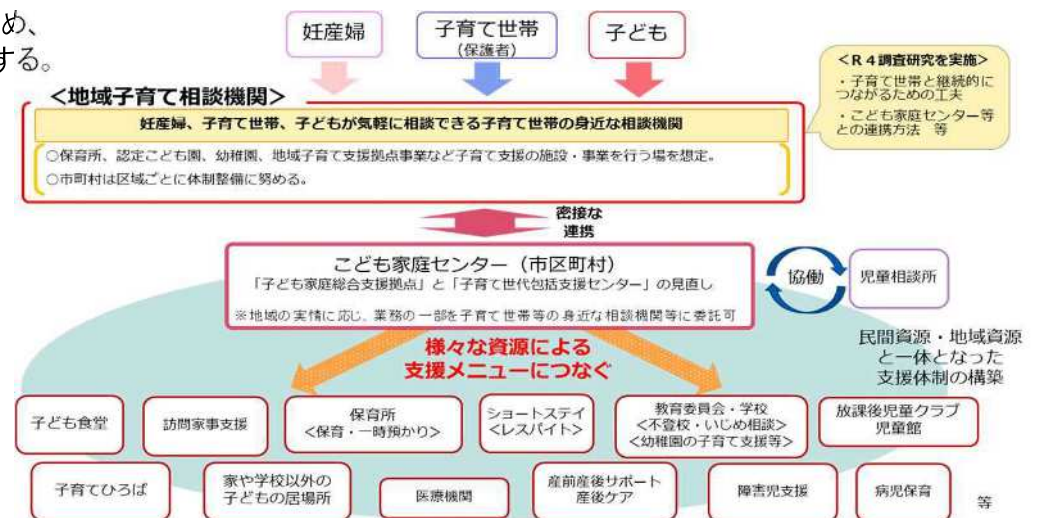 め、
する。
妊産婦
子育て世帯
(保護者)
子ども
<R4調査研究を実施>
・子育て世帯と継続的に
つながるための工夫
・こども家庭センター等
との連携方法 等
<地域子育て相談機関>
妊産婦、子育て世帯、子どもが気軽に相談できる子育て世帯の身近な相談機関
○保育所、認定こども園、幼稚園、地域子育て支援拠点事業など子育て支援の施設・事業を行う場を想定。
○市町村は区域ごとに体制整備に努める。
密接な
連携
こども家庭センター(市区町村)
「子ども家庭総合支援拠点」と「子育て世代包括支援センター」の見直し
※地域の実情に応じ、業務の一部を子育て世帯等の身近な相談機関等に委託可
協働
児童相談所
様々な資源による
支援メニューにつなぐ
民間資源・地域資源
と一体となった
支援体制の構築
子ども食堂
訪問家事支援
保育所
<保育・一時預かり>
ショートステイ
<レスパイト>
教育委員会・学校
<不登校・いじめ相談>
<幼稚園の子育て支援等>
放課後児童クラブ
児童館
子育てひろば
家や学校以外の
子どもの居場所
医療機関
産前産後サポート
産後ケア
障害児支援
病児保育
等